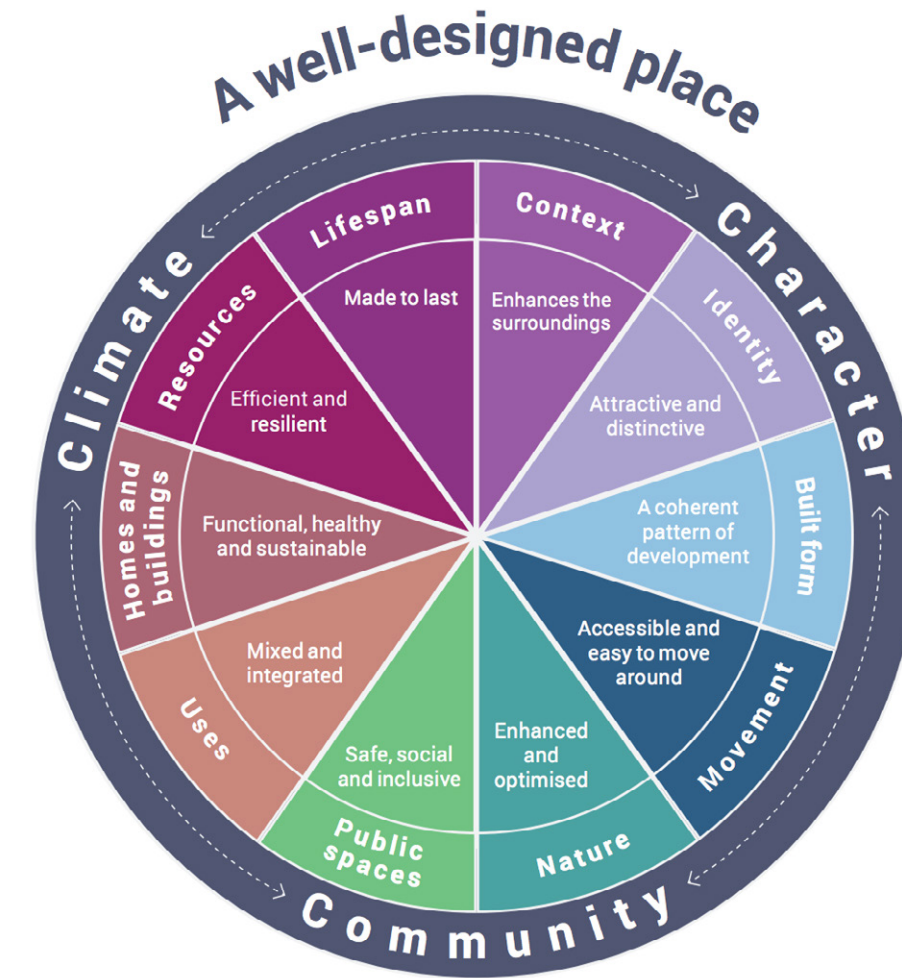 A well-designed place
Climate
Character
Community
Context
Enhances the
surroundings
Identity
Attractive and
distinctive
Built form
A coherent
pattern of
development
Movement
Accessible and
easy to move
around
Nature
Enhanced
and
optimised
Public
spaces
Safe, social
and inclusive
Uses
Mixed and
integrated
Homes and
buildings
Functional, healthy
and sustainable
Resources
Efficient and
resilient
Lifespan
Made to last